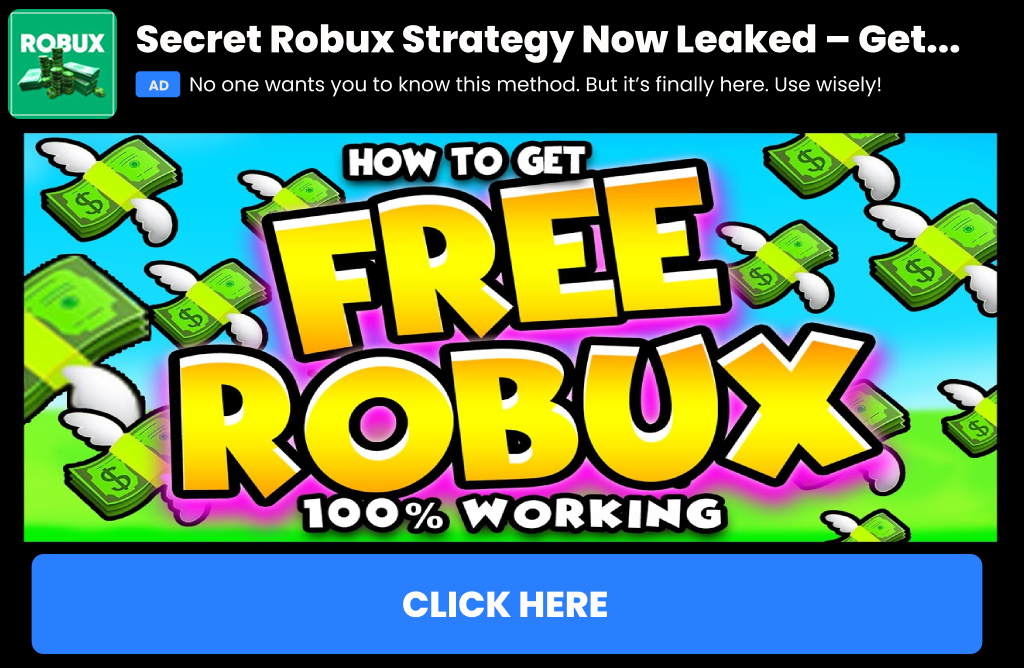 ROBUX
Secret Robux Strategy Now Leaked – Get...
AD No one wants you to know this method. But it’s finally here. Use wisely!
HOW TO GET
FREE
ROBUX
100% WORKING
CLICK HERE